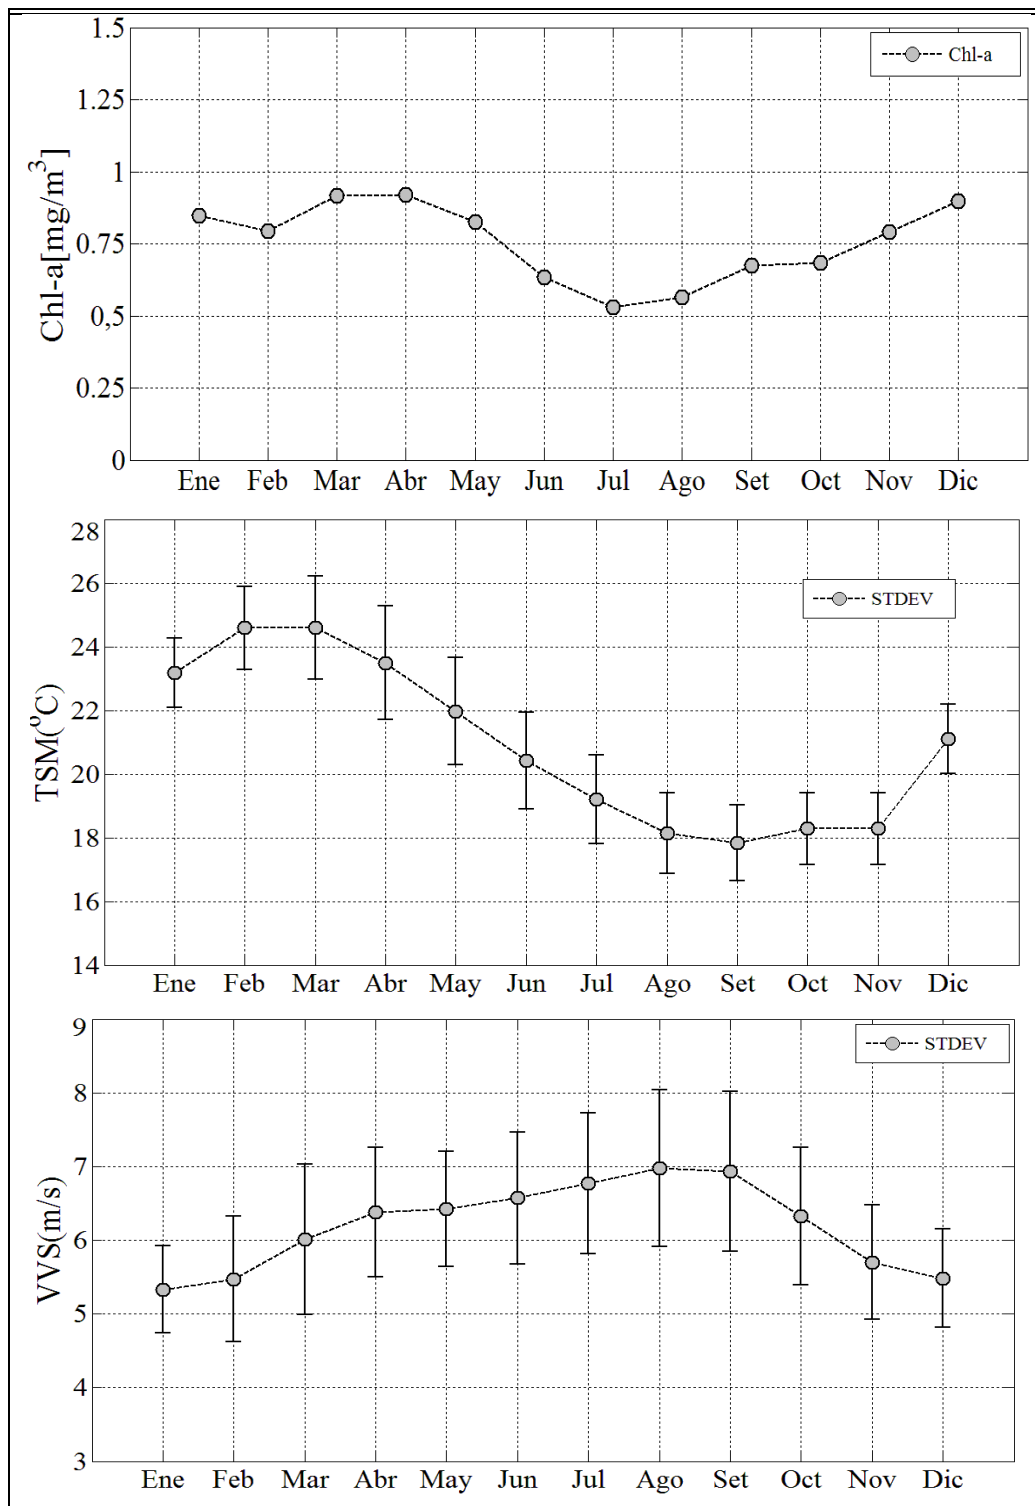 1.5
Chl-a
1.25
1
0.75
0,5
0.25
0
Chl-a[mg/m³]
Ene Feb Mar Abr May Jun Jul Ago Set Oct Nov Dic
28
26
STDEV
24
22
20
18
16
14
TSM(ºC)
Ene Feb Mar Abr May Jun Jul Ago Set Oct Nov Dic
9
STDEV
8
7
6
5
4
3
VVS(m/s)
Ene Feb Mar Abr May Jun Jul Ago Set Oct Nov Dic